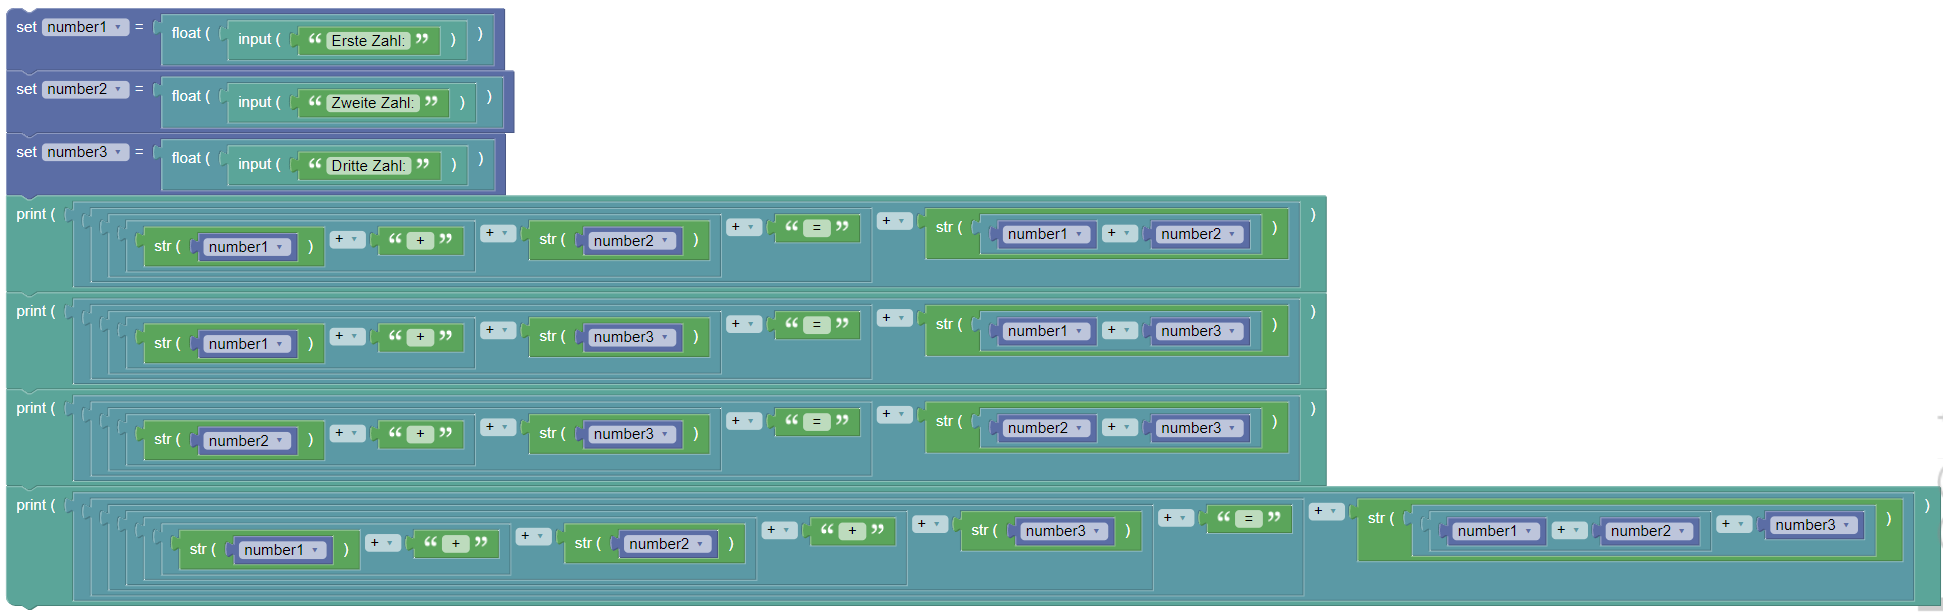 set number1 = float ( input ( “ Erste Zahl: ” ) )
set number2 = float ( input ( “ Zweite Zahl: ” ) )
set number3 = float ( input ( “ Dritte Zahl: ” ) )
print ( str ( number1 ) + “ + ” + str ( number2 ) + “ = ” + str ( number1 + number2 ) )
print ( str ( number1 ) + “ + ” + str ( number3 ) + “ = ” + str ( number1 + number3 ) )
print ( str ( number2 ) + “ + ” + str ( number3 ) + “ = ” + str ( number2 + number3 ) )
print ( str ( number1 ) + “ + ” + str ( number2 ) + “ + ” + str ( number3 ) + “ = ” + str ( number1 + number2 + number3 ) )